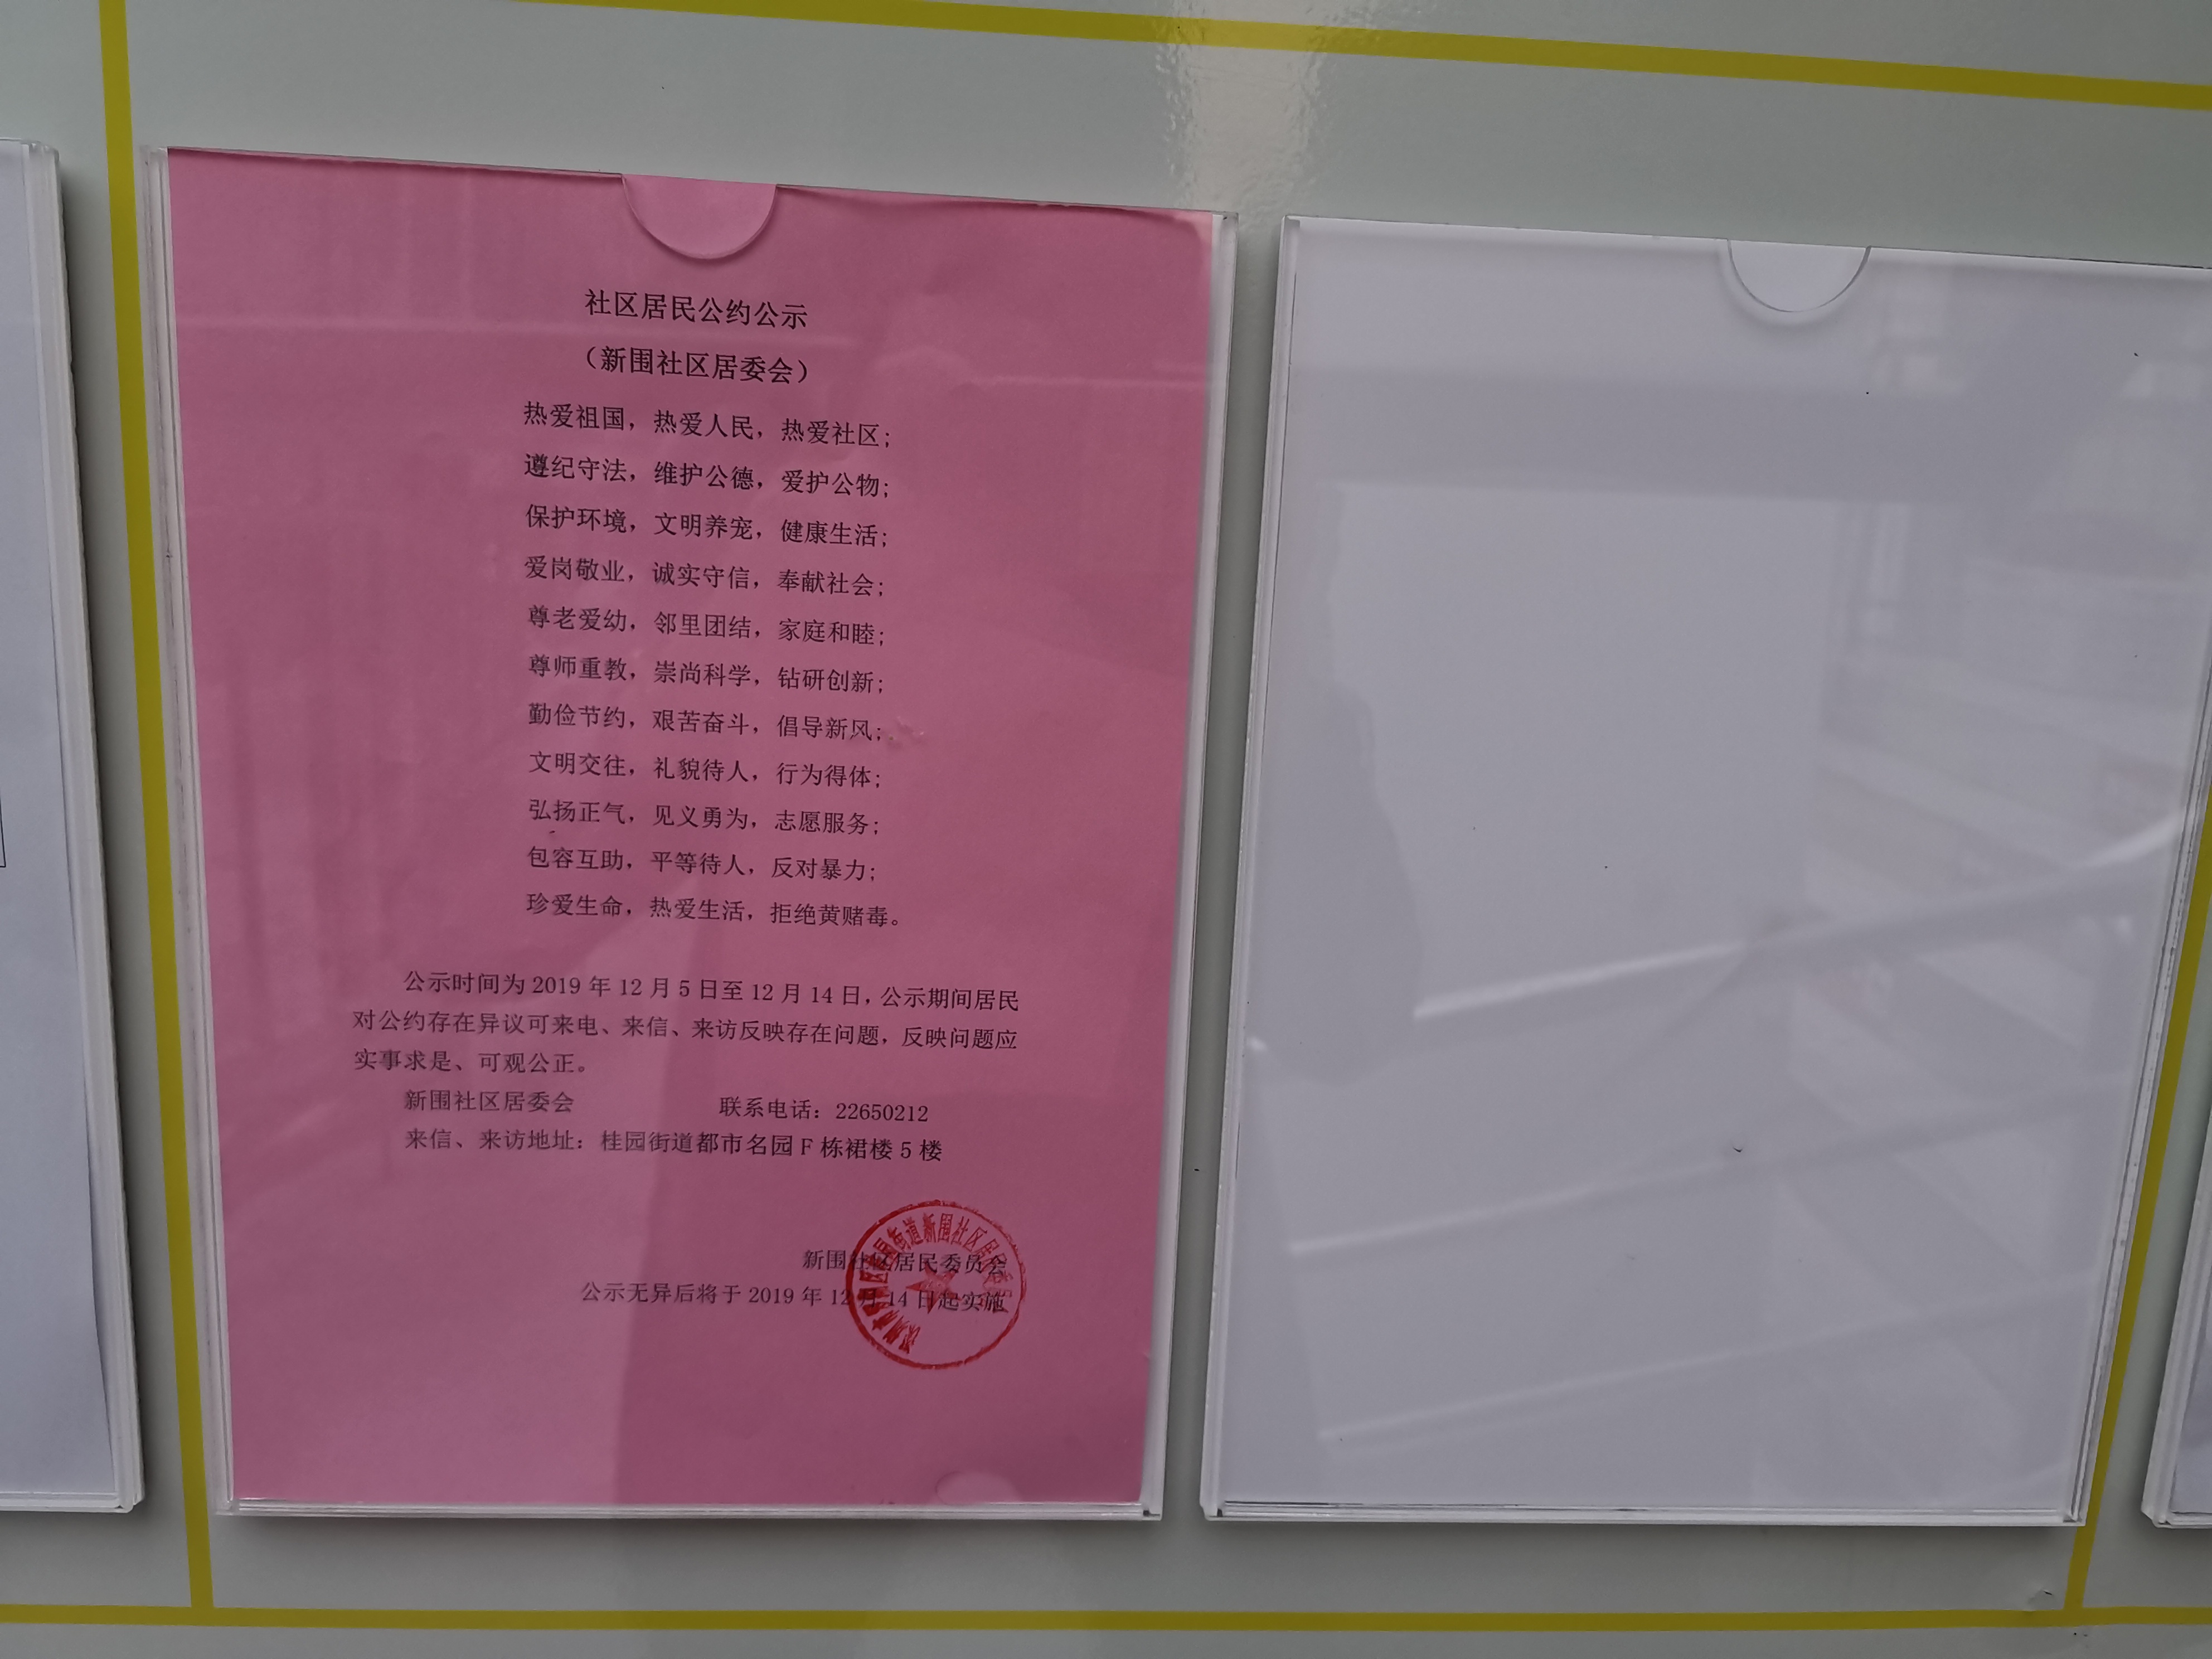 社区居民公约公示
（新围社区居委会）
热爱祖国，热爱人民，热爱社区；
遵纪守法，维护公德，爱护公物；
保护环境，文明养宠，健康生活；
爱岗敬业，诚实守信，奉献社会；
尊老爱幼，邻里团结，家庭和睦；
尊师重教，崇尚科学，钻研创新；
勤俭节约，艰苦奋斗，倡导新风；
文明交往，礼貌待人，行为得体；
弘扬正气，见义勇为，志愿服务；
包容互助，平等待人，反对暴力；
珍爱生命，热爱生活，拒绝黄赌毒。
公示时间为 2019 年 12 月 5 日至 12 月 14 日，公示期间居民
对公约存在异议可来电、来信、来访反映存在问题，反映问题应
实事求是、可观公正。
新围社区居委会 联系电话：22650212
来信、来访地址：桂园街道都市名园 F 栋裙楼 5 楼
新围社区居民委员会
公示无异后将于 2019 年 12 月 14 日起实施
街道新围社区居民委